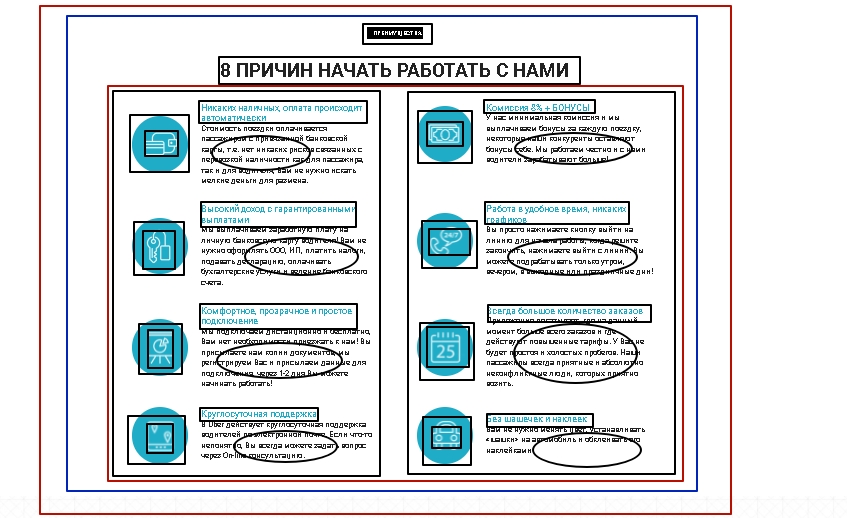 ПРЕИМУЩЕСТВА
8 ПРИЧИН НАЧАТЬ РАБОТАТЬ С НАМИ
Никаких наличных, оплата происходит
автоматически
Стоимость поездки оплачивается
пассажиром с привязанной банковской
карты, т.е. нет никаких рисков связанных с
перевозкой наличности как для пассажира,
так и для водителя, Вам не нужно искать
мелкие деньги для размена.
Высокий доход с гарантированными
выплатами
Мы выплачиваем заработную плату на
личную банковскую карту водителя! Вам не
нужно оформлять ООО, ИП, платить налоги,
подавать декларацию, оплачивать
бухгалтерские услуги и ведение банковского
счета.
Комфортное, прозрачное и простое
подключение
Мы подключаем дистанционно и бесплатно,
Вам нет необходимости приезжать к нам! Вы
присылаете нам копии документов, мы
регистрируем Вас и присылаем данные для
подключения, через 1-2 дня Вы можете
начинать работать!
Круглосуточная поддержка
В Uber действует круглосуточная поддержка
водителей по электронной почте. Если что-то
непонятно, Вы всегда можете задать вопрос
через On-line консультацию.
Комиссия 8% + БОНУСЫ
У нас минимальная комиссия и мы
выплачиваем бонусы за каждую поездку,
некоторые наши конкуренты оставляют
бонусы себе. Мы работаем честно и с нами
водители зарабатывают больше!
Работа в удобное время, никаких
графиков
24/7
Вы просто нажимаете кнопку выйти на
линию для начала работы, когда решите
закончить - нажимаете выйти с линии. Вы
можете подрабатывать только утром,
вечером, в выходные или праздничные дни!
Всегда большое количество заказов
25
Приложение показывает, где на данный
момент больше всего заказов и где
действуют повышенные тарифы. У Вас не
будет простоя и холостых пробегов. Наши
пассажиры всегда приятные и абсолютно
неконфликтные люди, которых приятно
возить.
Без шашечек и наклеек
Вам не нужно менять цвет, устанавливать
«шашки» на автомобиль и обклеивать его
наклейками.